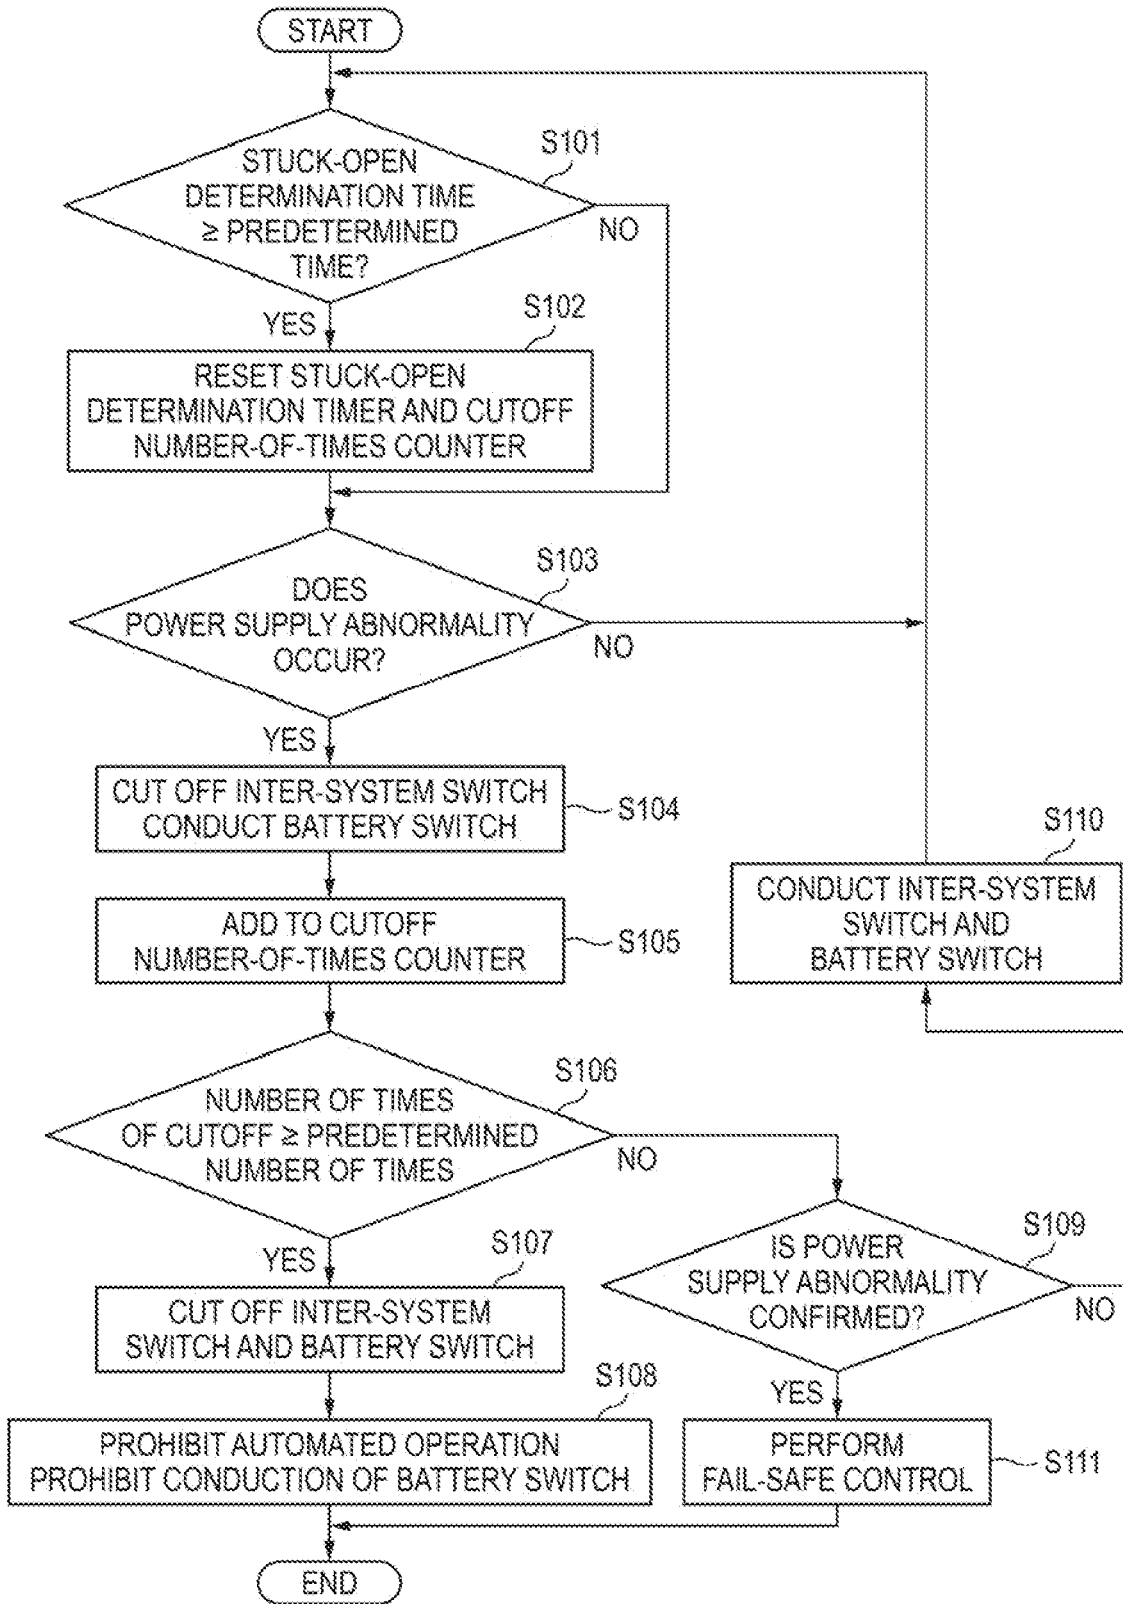 START
S101
STUCK-OPEN
DETERMINATION TIME
≥ PREDETERMINED
TIME?
NO
YES
S102
RESET STUCK-OPEN
DETERMINATION TIMER AND CUTOFF
NUMBER-OF-TIMES COUNTER
S103
DOES
POWER SUPPLY ABNORMALITY
OCCUR?
NO
YES
CUT OFF INTER-SYSTEM SWITCH
CONDUCT BATTERY SWITCH
S104
S110
CONDUCT INTER-SYSTEM
SWITCH AND
BATTERY SWITCH
ADD TO CUTOFF
NUMBER-OF-TIMES COUNTER
S105
S106
NUMBER OF TIMES
OF CUTOFF ≥ PREDETERMINED
NUMBER OF TIMES
NO
YES
S107
CUT OFF INTER-SYSTEM
SWITCH AND BATTERY SWITCH
S109
IS POWER
SUPPLY ABNORMALITY
CONFIRMED?
NO
YES
S108
PROHIBIT AUTOMATED OPERATION
PROHIBIT CONDUCTION OF BATTERY SWITCH
PERFORM
FAIL-SAFE CONTROL
S111
END